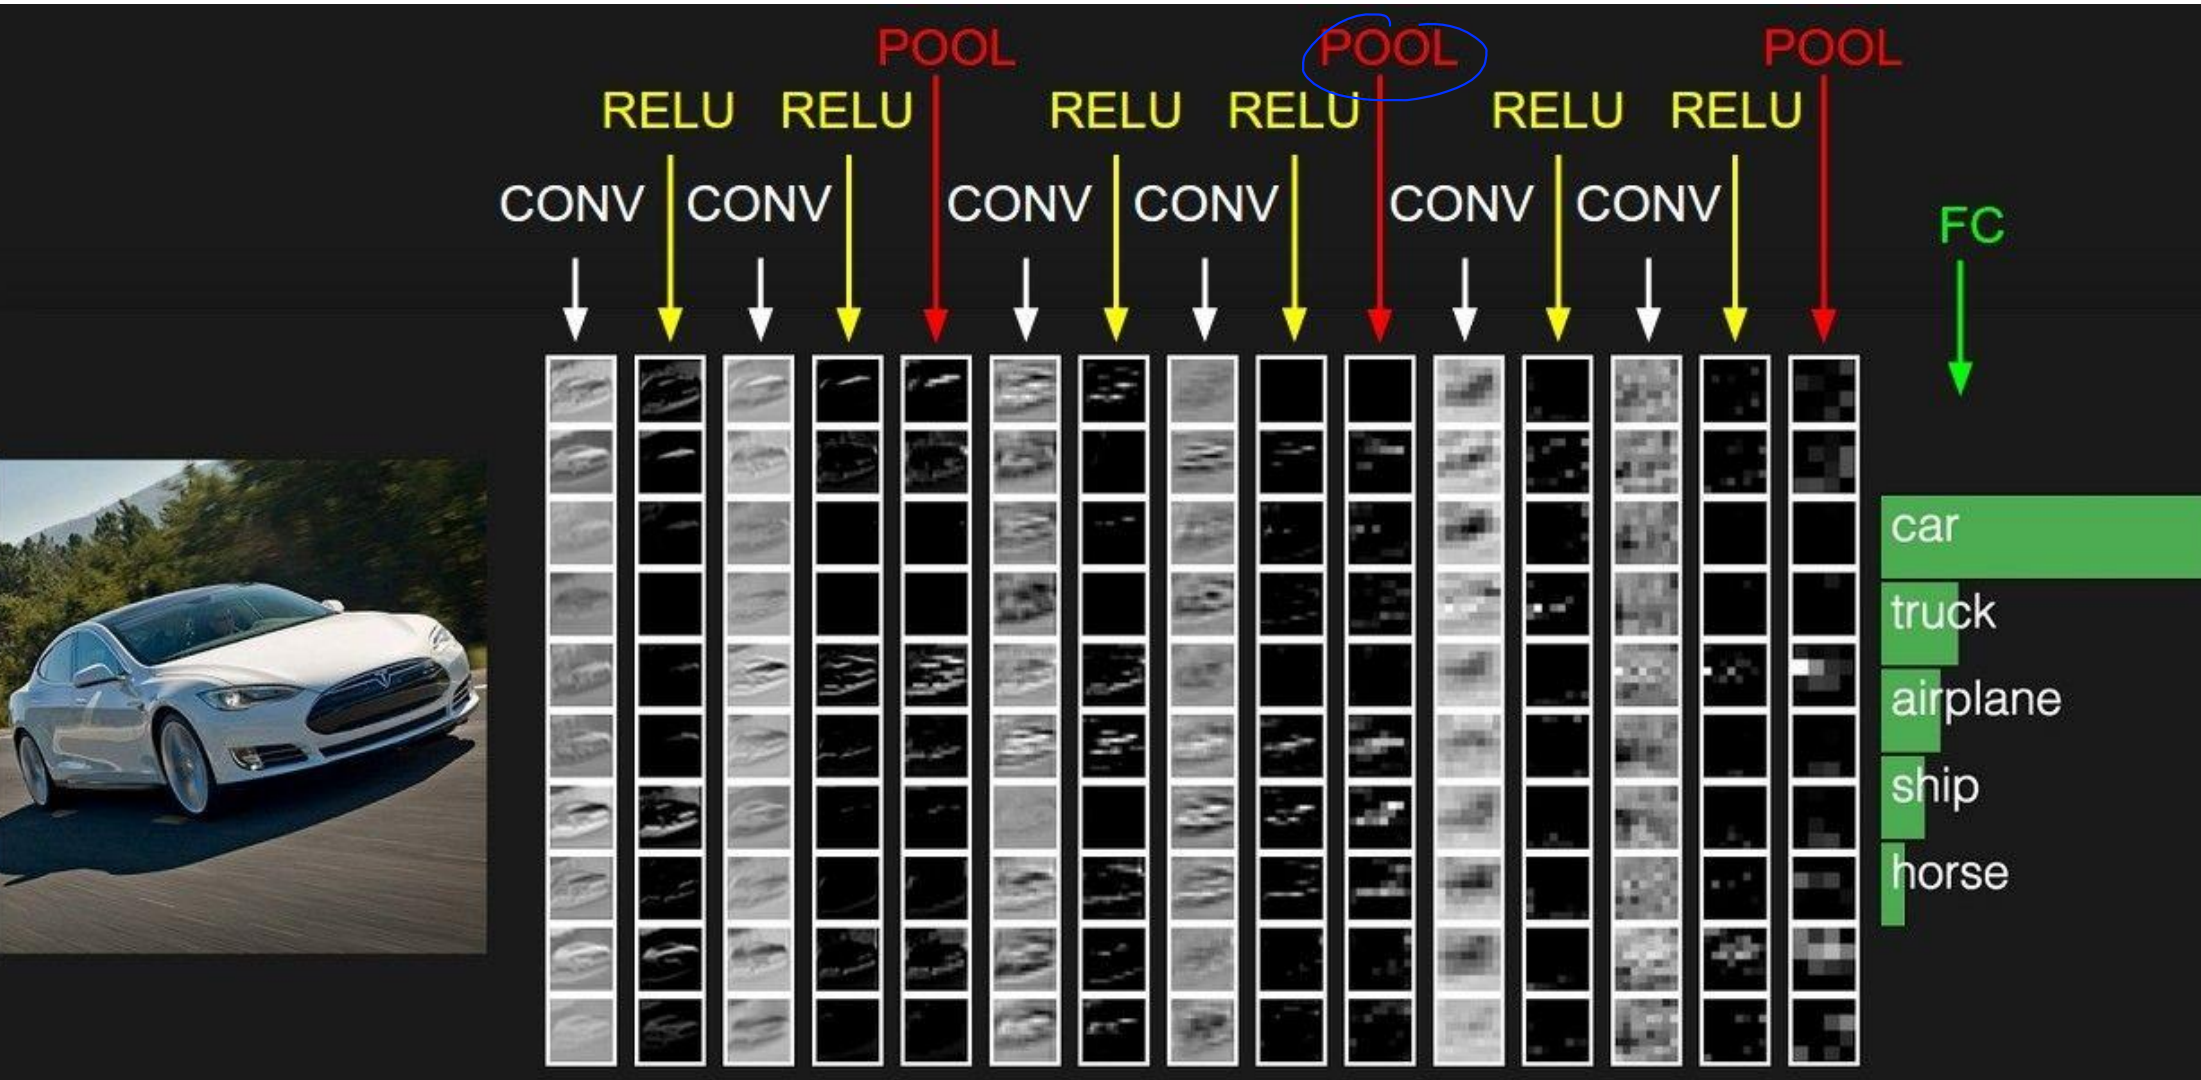 POOL POOL POOL
RELU RELU RELU RELU RELU RELU
CONV CONV CONV CONV CONV CONV
FC
car
truck
airplane
ship
horse